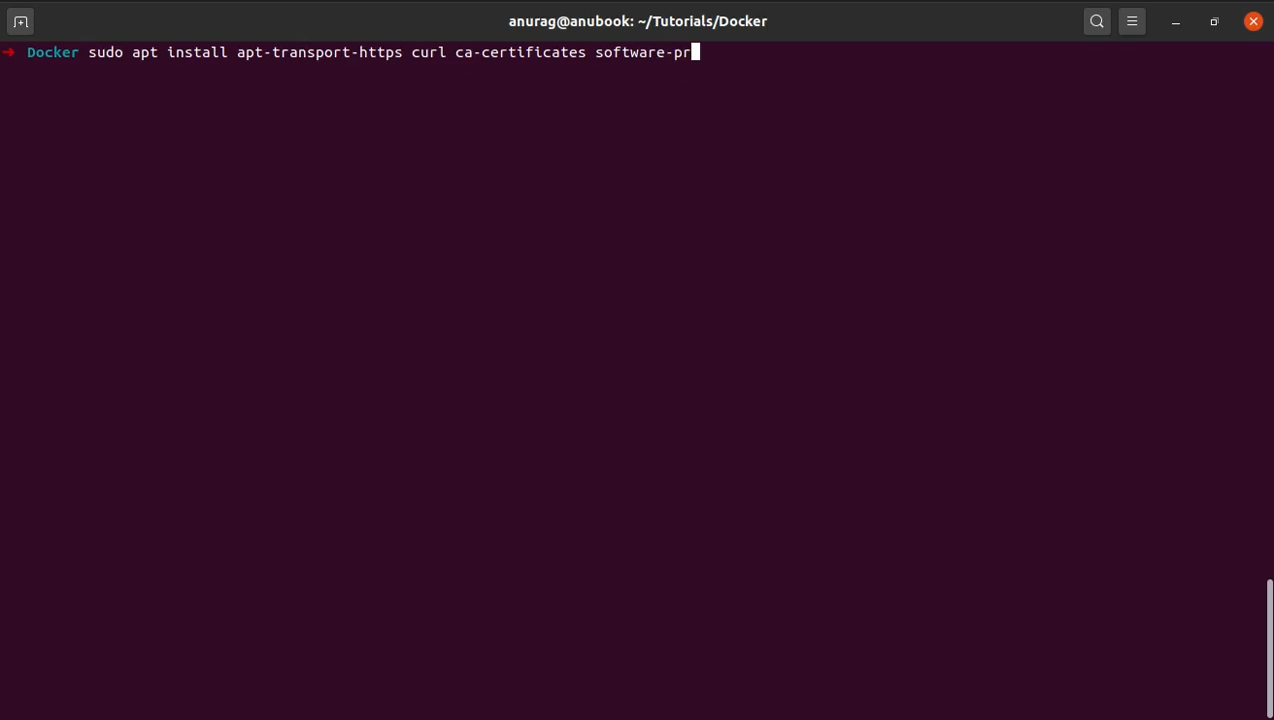 anurag@anubook: ~/Tutorials/Docker
➜ Docker sudo apt install apt-transport-https curl ca-certificates software-pr